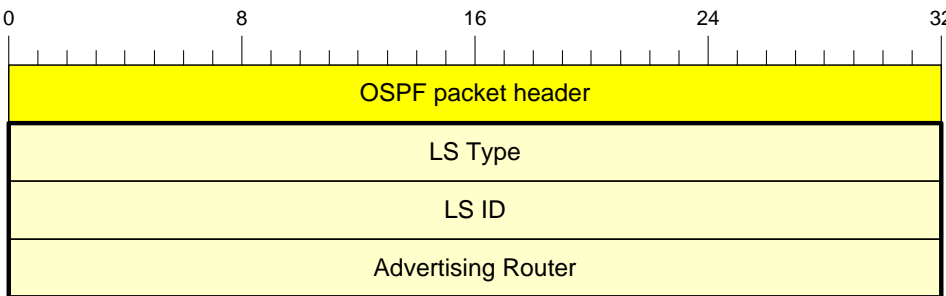 0 8 16 24 32
OSPF packet header
LS Type
LS ID
Advertising Router